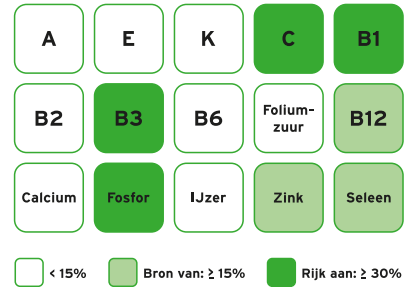 A E K C B1
B2 B3 B6 Folium-
zuur B12
Calcium Fosfor IJzer Zink Seleen
< 15% Bron van: ≥ 15% Rijk aan: ≥ 30%